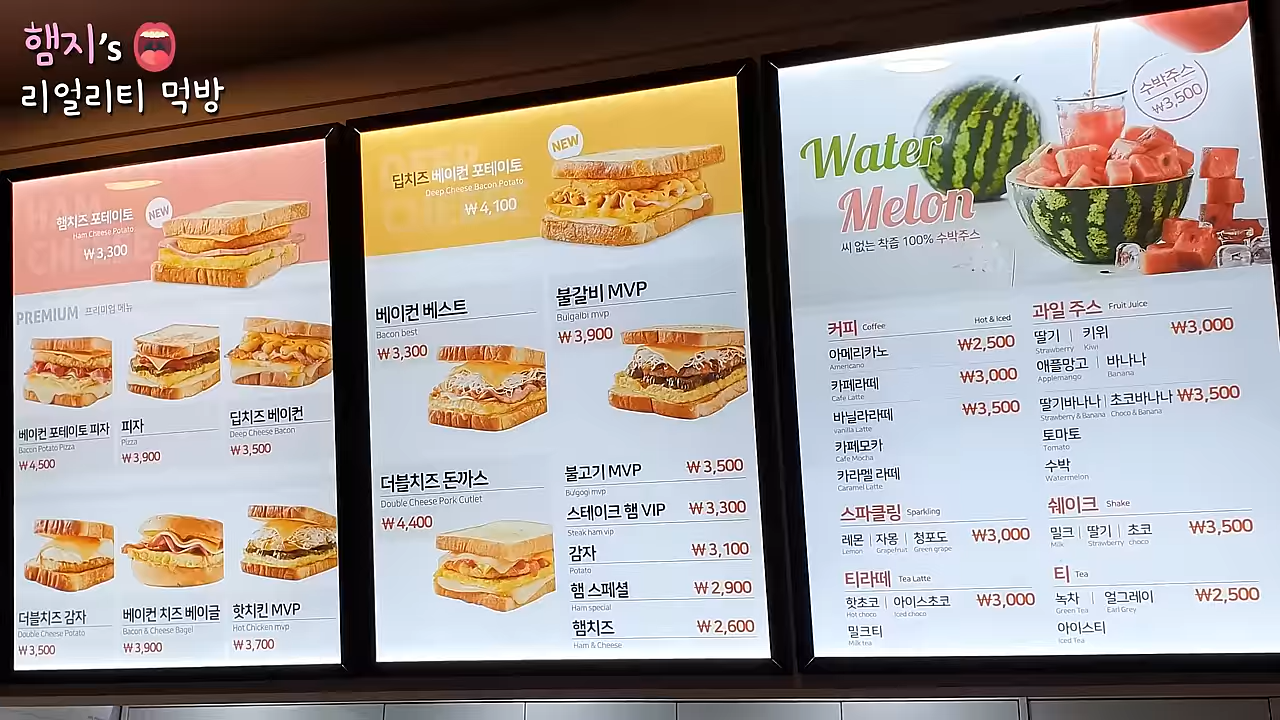 햄지's
리얼리티 먹방
햄치즈 포테이토
Ham Cheese Potato
₩3,300
NEW
PREMIUM 프리미엄 메뉴
베이컨 포테이토 피자
Bacon Potato Pizza
₩4,500
피자
Pizza
₩3,900
딥치즈 베이컨
Deep Cheese Bacon
₩3,500
더블치즈 감자
Double Cheese Potato
₩3,500
베이컨 치즈 베이글
Bacon & Cheese Bagel
₩3,900
핫치킨 MVP
Hot Chicken mvp
₩3,700
NEW
딥치즈 베이컨 포테이토
Deep Cheese Bacon Potato
₩4,100
베이컨 베스트
Bacon best
₩3,300
불갈비 MVP
Bulgalbi mvp
₩3,900
더블치즈 돈까스
Double Cheese Pork Cutlet
₩4,400
불고기 MVP ₩3,500
Bulgogi mvp
스테이크 햄 VIP ₩3,300
Steak ham vip
감자 ₩3,100
Potato
햄 스페셜 ₩2,900
Ham special
햄치즈 ₩2,600
Ham & Cheese
수박주스
₩3,500
Water
Melon
씨 없는 착즙 100% 수박주스
커피 Coffee Hot & Iced
아메리카노 ₩2,500
Americano
카페라떼 ₩3,000
Cafe Latte
바닐라라떼 ₩3,500
vanilla Latte
카페모카
Cafe Mocha
카라멜 라떼
Caramel Latte
스파클링 Sparkling
레몬 | 자몽 | 청포도 ₩3,000
Lemon Grapefruit Green grape
티라떼 Tea Latte
핫초코 | 아이스초코 ₩3,000
Hot choco Iced choco
밀크티
Milk tea
과일 주스 Fruit Juice
딸기 | 키위 ₩3,000
Strawberry Kiwi
애플망고 | 바나나
Applemango Banana
딸기바나나 | 초코바나나 ₩3,500
Strawberry & Banana Choco & Banana
토마토
Tomato
수박
Watermelon
쉐이크 Shake
밀크 | 딸기 | 초코 ₩3,500
Milk Strawberry choco
티 Tea
녹차 | 얼그레이 ₩2,500
Green Tea Earl Grey
아이스티
Iced Tea